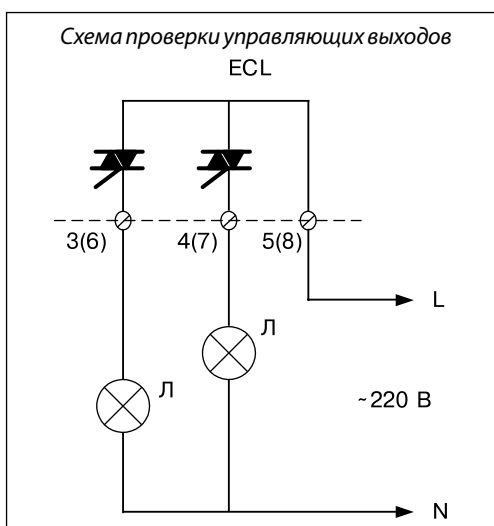 Схема проверки управляющих выходов
ECL
3(6) 4(7) 5(8)
L
Л
Л
~220 В
N